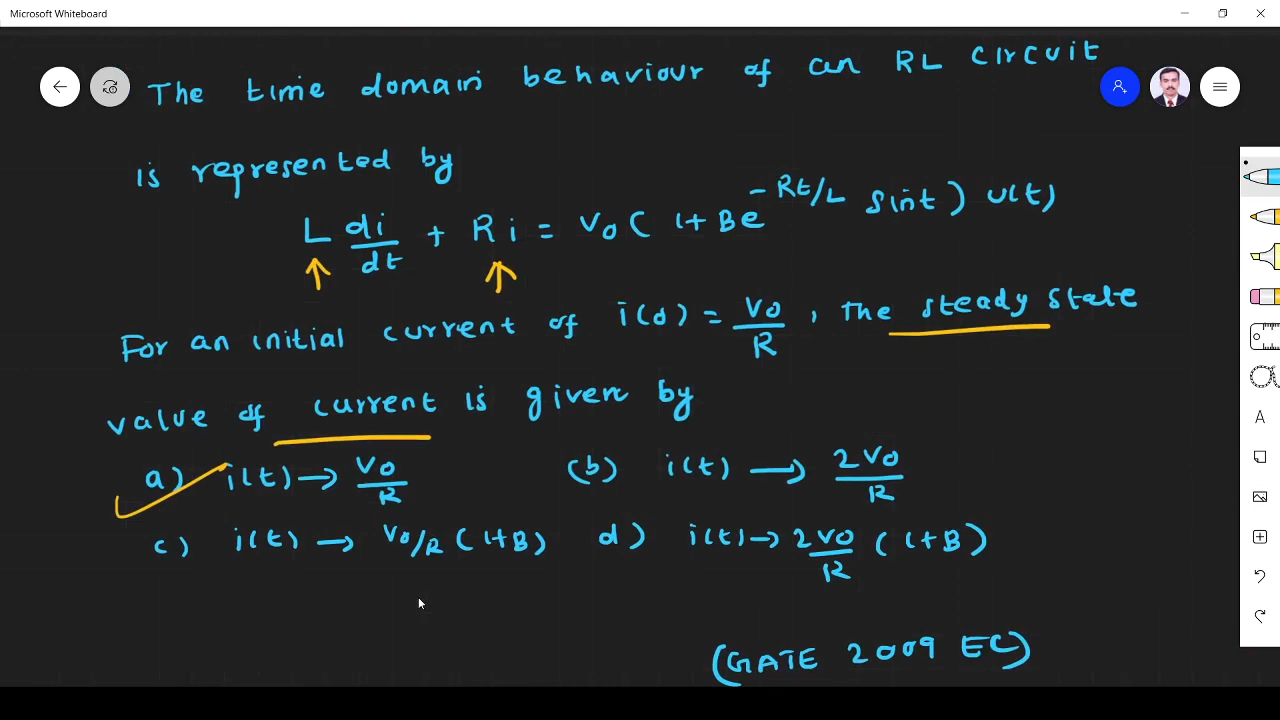 Microsoft Whiteboard
The time domain behaviour of an RL circuit
is represented by
L di/dt + Ri = V₀( 1+ Be^(-Rt/L) sint ) u(t)
For an initial current of i(0) = V₀/R , the steady state
value of current is given by
a) i(t) → V₀/R (b) i(t) → 2V₀/R
c) i(t) → V₀/R (1+B) d) i(t) → 2V₀/R (1+B)
(GATE 2009 EC)
A